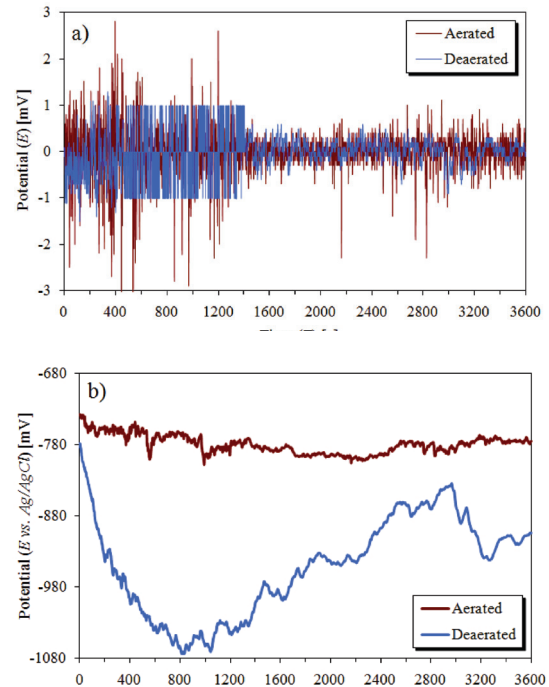 a)
Aerated
Deaerated
Potential (E) [mV]
3
2
1
0
-1
-2
-3
0 400 800 1200 1600 2000 2400 2800 3200 3600
b)
Potential (E vs. Ag/AgCl) [mV]
-680
-780
-880
-980
-1080
Aerated
Deaerated
0 400 800 1200 1600 2000 2400 2800 3200 3600